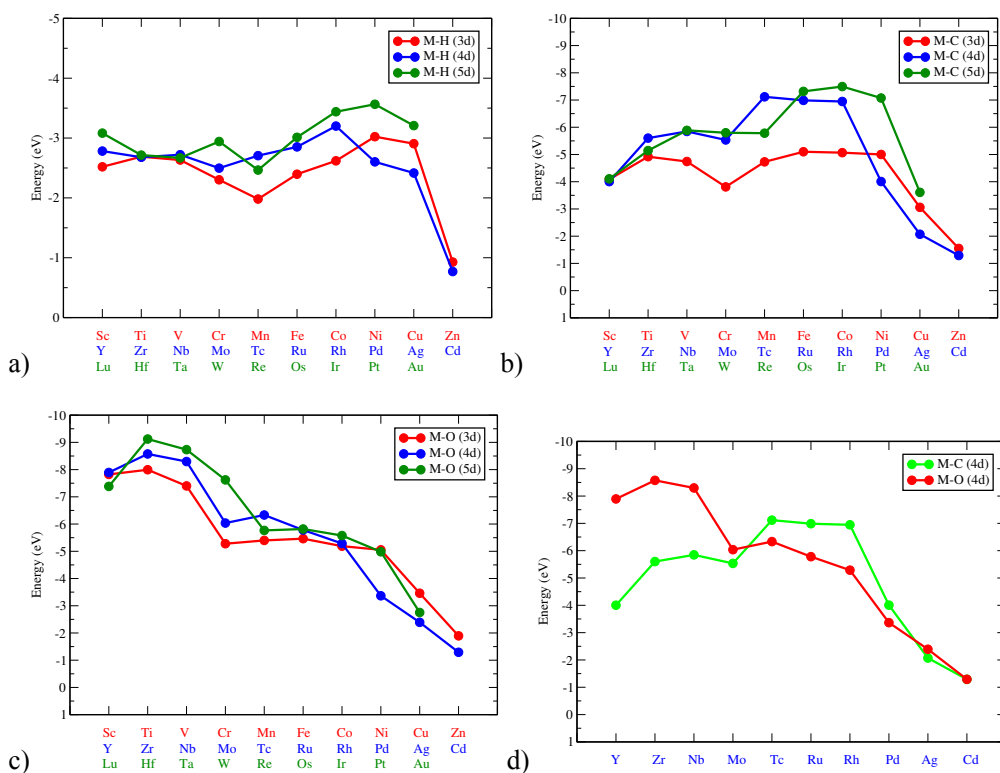 a)
Energy (eV)
-5
-4
-3
-2
-1
0
M-H (3d)
M-H (4d)
M-H (5d)
Sc Ti V Cr Mn Fe Co Ni Cu Zn
Y Zr Nb Mo Tc Ru Rh Pd Ag Cd
Lu Hf Ta W Re Os Ir Pt Au
b)
Energy (eV)
-10
-9
-8
-7
-6
-5
-4
-3
-2
-1
0
1
M-C (3d)
M-C (4d)
M-C (5d)
Sc Ti V Cr Mn Fe Co Ni Cu Zn
Y Zr Nb Mo Tc Ru Rh Pd Ag Cd
Lu Hf Ta W Re Os Ir Pt Au
c)
Energy (eV)
-10
-9
-8
-7
-6
-5
-4
-3
-2
-1
0
1
M-O (3d)
M-O (4d)
M-O (5d)
Sc Ti V Cr Mn Fe Co Ni Cu Zn
Y Zr Nb Mo Tc Ru Rh Pd Ag Cd
Lu Hf Ta W Re Os Ir Pt Au
d)
Energy (eV)
-10
-9
-8
-7
-6
-5
-4
-3
-2
-1
0
1
M-C (4d)
M-O (4d)
Y Zr Nb Mo Tc Ru Rh Pd Ag Cd